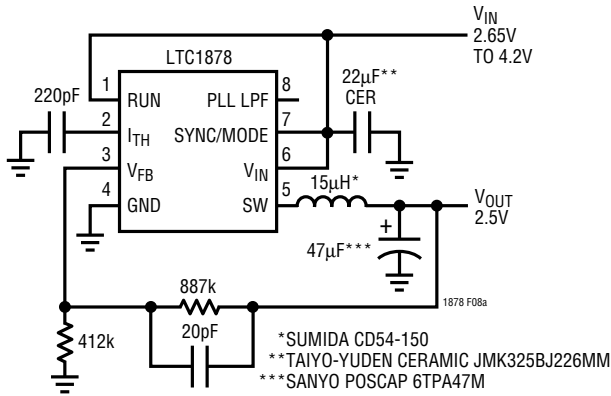 VIN
2.65V
TO 4.2V
LTC1878
220pF
1
RUN
PLL LPF
8
22µF**
CER
2
ITH
SYNC/MODE
7
3
VFB
VIN
6
4
GND
SW
5
15µH*
VOUT
2.5V
+
47µF***
1878 F08a
887k
412k
20pF
*SUMIDA CD54-150
**TAIYO-YUDEN CERAMIC JMK325BJ226MM
***SANYO POSCAP 6TPA47M